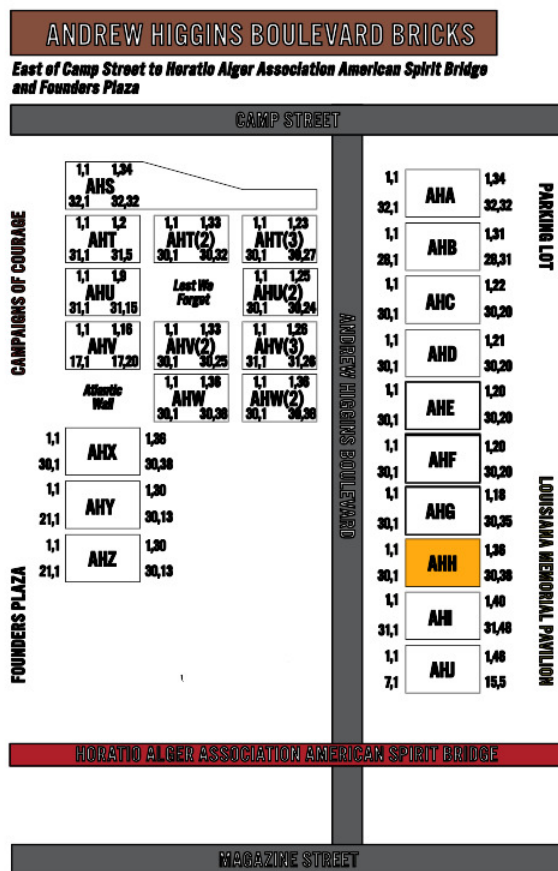 ANDREW HIGGINS BOULEVARD BRICKS
East of Camp Street to Horatio Alger Association American Spirit Bridge
and Founders Plaza
CAMP STREET
CAMPAIGNS OF COURAGE
FOUNDERS PLAZA
1,1 1,34
AHS
32,1 32,32
1,1 1,2
AHT
31,1 31,5
1,1 1,33
AHT(2)
30,1 30,32
1,1 1,23
AHT(3)
30,1 30,27
1,1 1,9
AHU
31,1 31,15
Lest We
Forget
1,1 1,25
AHU(2)
30,1 30,24
1,1 1,16
AHV
17,1 17,20
1,1 1,33
AHV(2)
30,1 30,25
1,1 1,26
AHV(3)
31,1 31,26
Atlantic
Wall
1,1 1,36
AHW
30,1 30,38
1,1 1,36
AHW(2)
30,1 30,38
1,1 1,36
AHX
30,1 30,38
1,1 1,30
AHY
21,1 30,13
1,1 1,30
AHZ
21,1 30,13
ANDREW HIGGINS BOULEVARD
1,1 1,34
AHA
32,1 32,32
1,1 1,31
AHB
28,1 28,31
1,1 1,22
AHC
30,1 30,20
1,1 1,21
AHD
30,1 30,20
1,1 1,20
AHE
30,1 30,20
1,1 1,20
AHF
30,1 30,20
1,1 1,18
AHG
30,1 30,35
1,1 1,36
AHH
30,1 30,38
1,1 1,40
AHI
31,1 31,48
1,1 1,48
AHJ
7,1 15,5
PARKING LOT
LOUISIANA MEMORIAL PAVILION
HORATIO ALGER ASSOCIATION AMERICAN SPIRIT BRIDGE
MAGAZINE STREET